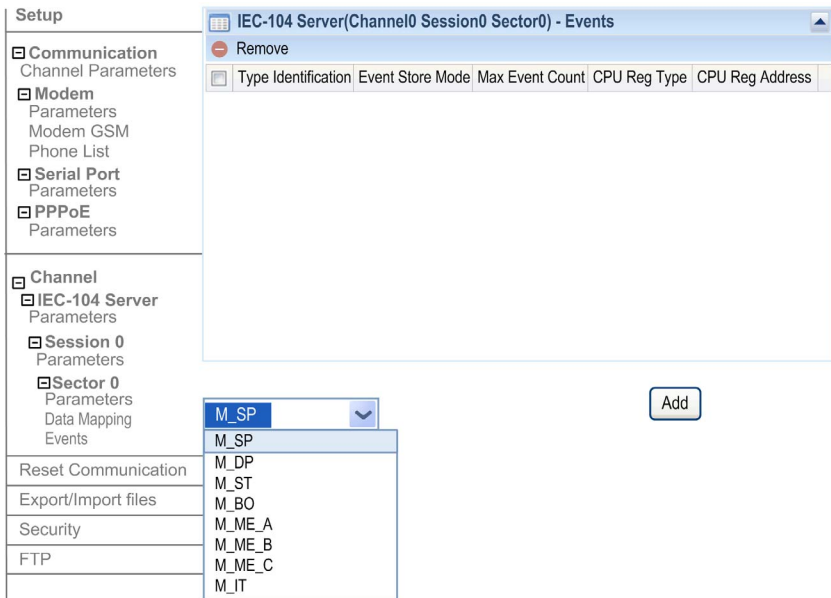 Setup
Communication
Channel Parameters
Modem
Parameters
Modem GSM
Phone List
Serial Port
Parameters
PPPoE
Parameters
Channel
IEC-104 Server
Parameters
Session 0
Parameters
Sector 0
Parameters
Data Mapping
Events
Reset Communication
Export/Import files
Security
FTP
IEC-104 Server(Channel0 Session0 Sector0) - Events
Remove
Type Identification Event Store Mode Max Event Count CPU Reg Type CPU Reg Address
M_SP
Add
M_SP
M_DP
M_ST
M_BO
M_ME_A
M_ME_B
M_ME_C
M_IT